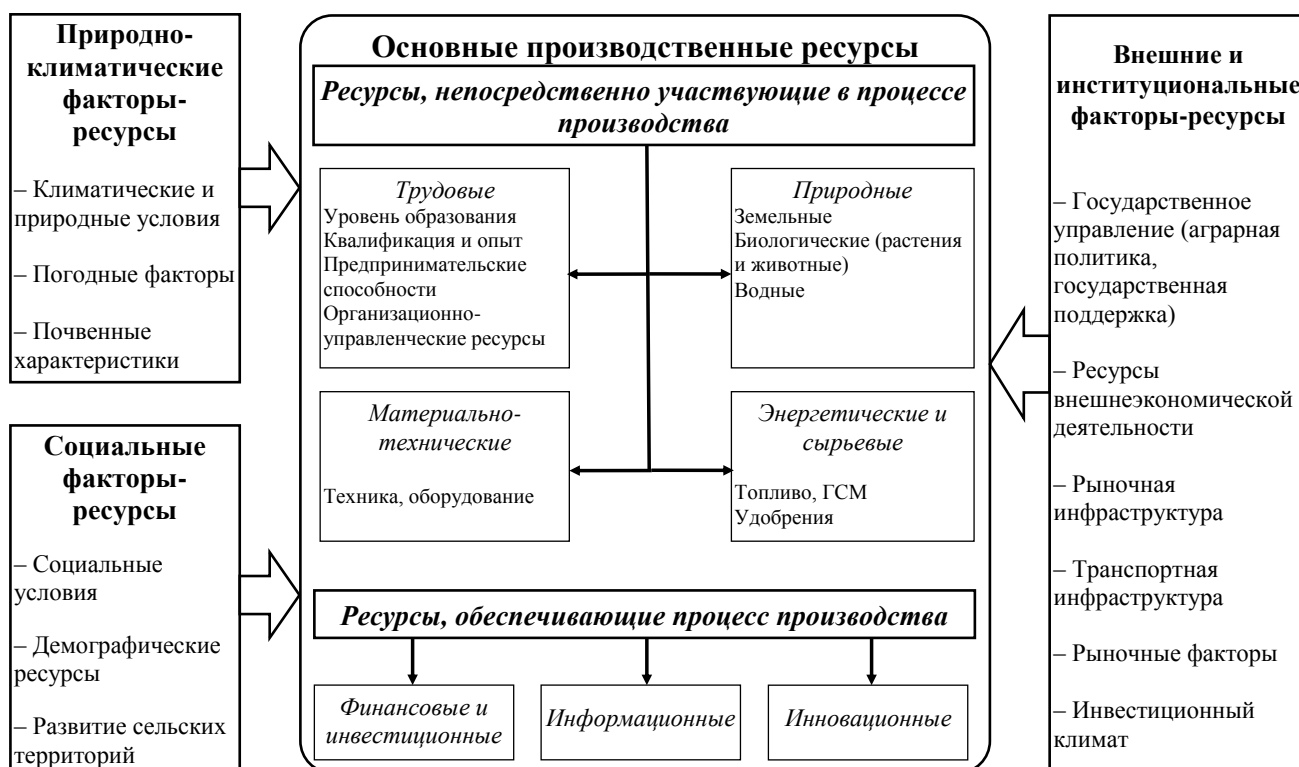 Природно-
климатические
факторы-
ресурсы
– Климатические и
природные условия
– Погодные факторы
– Почвенные
характеристики
Социальные
факторы-
ресурсы
– Социальные
условия
– Демографические
ресурсы
– Развитие сельских
территорий
Основные производственные ресурсы
Ресурсы, непосредственно участвующие в процессе
производства
Трудовые
Уровень образования
Квалификация и опыт
Предпринимательские
способности
Организационно-
управленческие ресурсы
Природные
Земельные
Биологические (растения
и животные)
Водные
Материально-
технические
Техника, оборудование
Энергетические и
сырьевые
Топливо, ГСМ
Удобрения
Ресурсы, обеспечивающие процесс производства
Финансовые и
инвестиционные
Информационные
Инновационные
Внешние и
институциональные
факторы-ресурсы
– Государственное
управление (аграрная
политика,
государственная
поддержка)
– Ресурсы
внешнеэкономической
деятельности
– Рыночная
инфраструктура
– Транспортная
инфраструктура
– Рыночные факторы
– Инвестиционный
климат